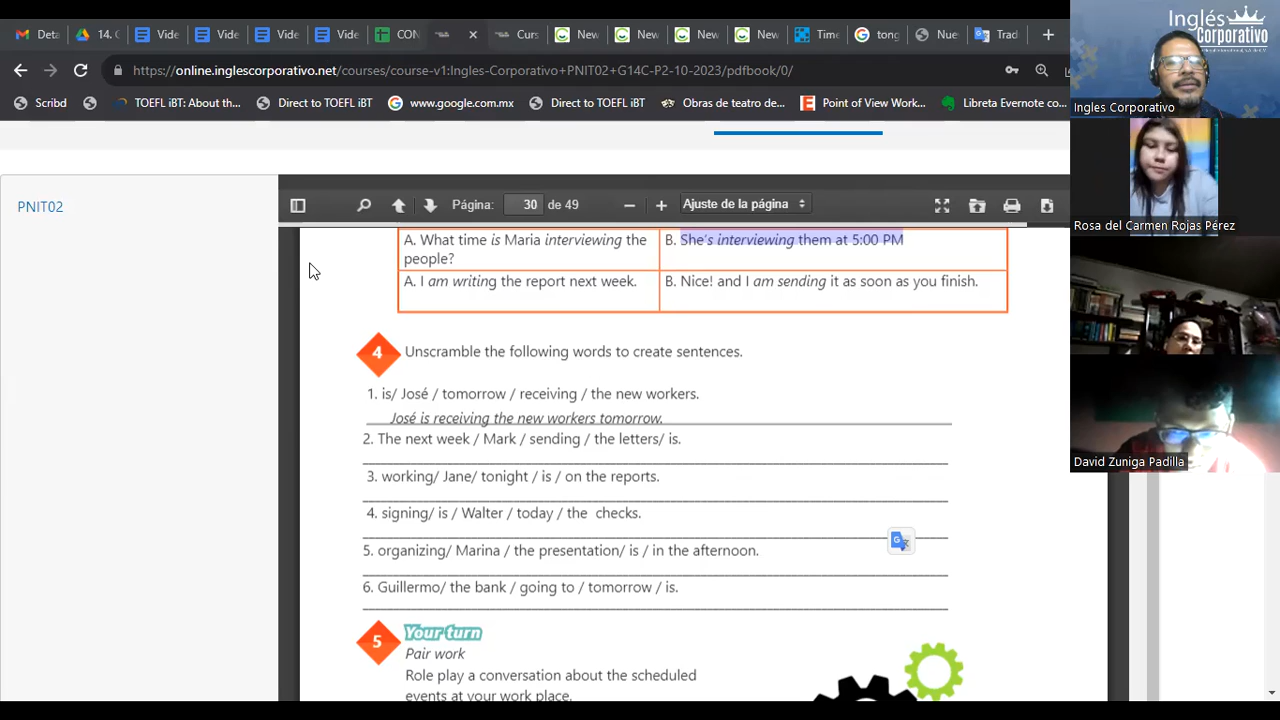 Deta
14. C
Vide
Vide
Vide
Vide
CON
Curs
New
New
New
New
Time
tong
Nue
Trad
https://online.inglescorporativo.net/courses/course-v1:Ingles-Corporativo+PNIT02+G14C-P2-10-2023/pdfbook/0/
Scribd
TOEFL iBT: About th...
Direct to TOEFL iBT
www.google.com.mx
Direct to TOEFL iBT
Obras de teatro de...
Point of View Work...
Libreta Evernote co...
Inglés
Corporativo
Ingles Corporativo
Rosa del Carmen Rojas Pérez
David Zuniga Padilla
PNIT02
Página: 30 de 49
Ajuste de la página
A. What time is Maria interviewing the people?
B. She's interviewing them at 5:00 PM
A. I am writing the report next week.
B. Nice! and I am sending it as soon as you finish.
4 Unscramble the following words to create sentences.
1. is/ José / tomorrow / receiving / the new workers.
José is receiving the new workers tomorrow.
2. The next week / Mark / sending / the letters/ is.
3. working/ Jane/ tonight / is / on the reports.
4. signing/ is / Walter / today / the checks.
5. organizing/ Marina / the presentation/ is / in the afternoon.
6. Guillermo/ the bank / going to / tomorrow / is.
5 Your turn
Pair work
Role play a conversation about the scheduled
events at your work place.